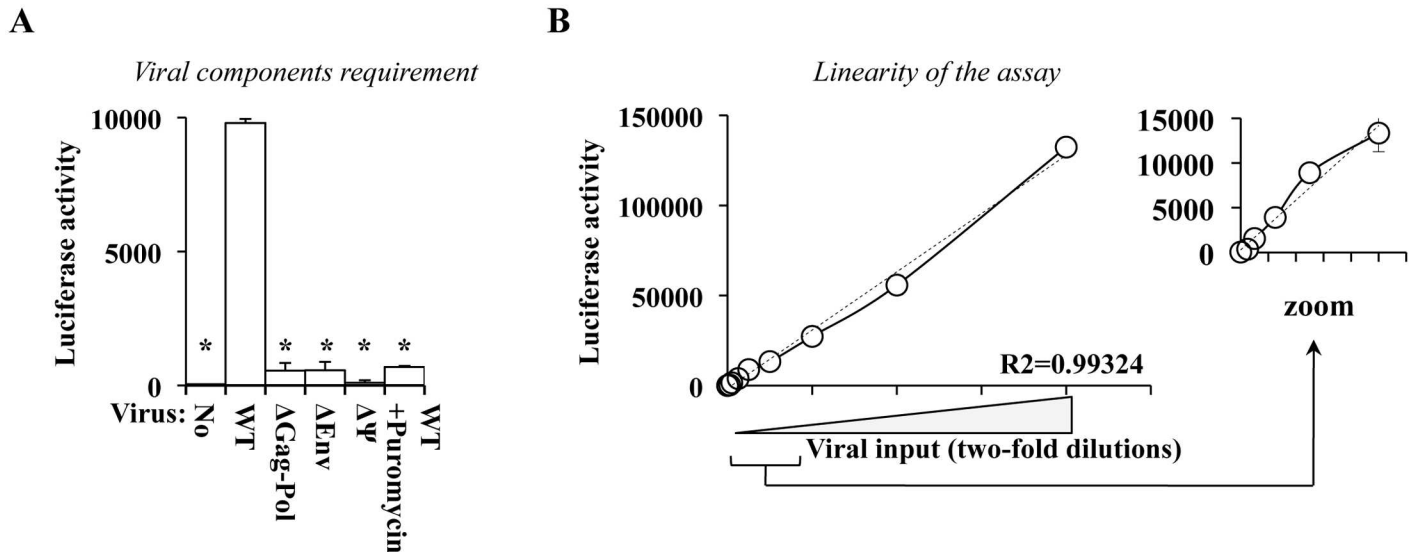 A
Viral components requirement
Luciferase activity
10000
5000
0
* * * * *
Virus:
No
WT
ΔGag-Pol
ΔEnv
ΔΨ
+Puromycin
WT
B
Linearity of the assay
Luciferase activity
150000
100000
50000
0
R2=0.99324
Viral input (two-fold dilutions)
15000
10000
5000
0
zoom